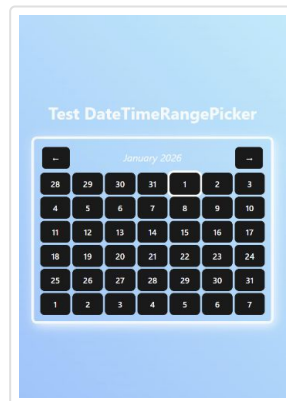 Test DateTimeRangePicker
← January 2026 →
28 29 30 31 1 2 3
4 5 6 7 8 9 10
11 12 13 14 15 16 17
18 19 20 21 22 23 24
25 26 27 28 29 30 31
1 2 3 4 5 6 7